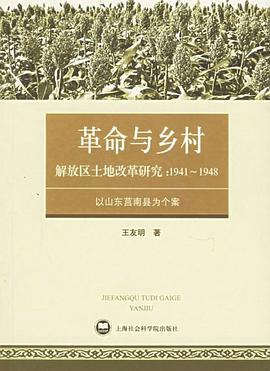 革命与乡村
解放区土地改革研究:1941~1948
以山东莒南县为个案
王友明 著
JIEFANGQU TUDI GAIGE
YANJIU
上海社会科学院出版社